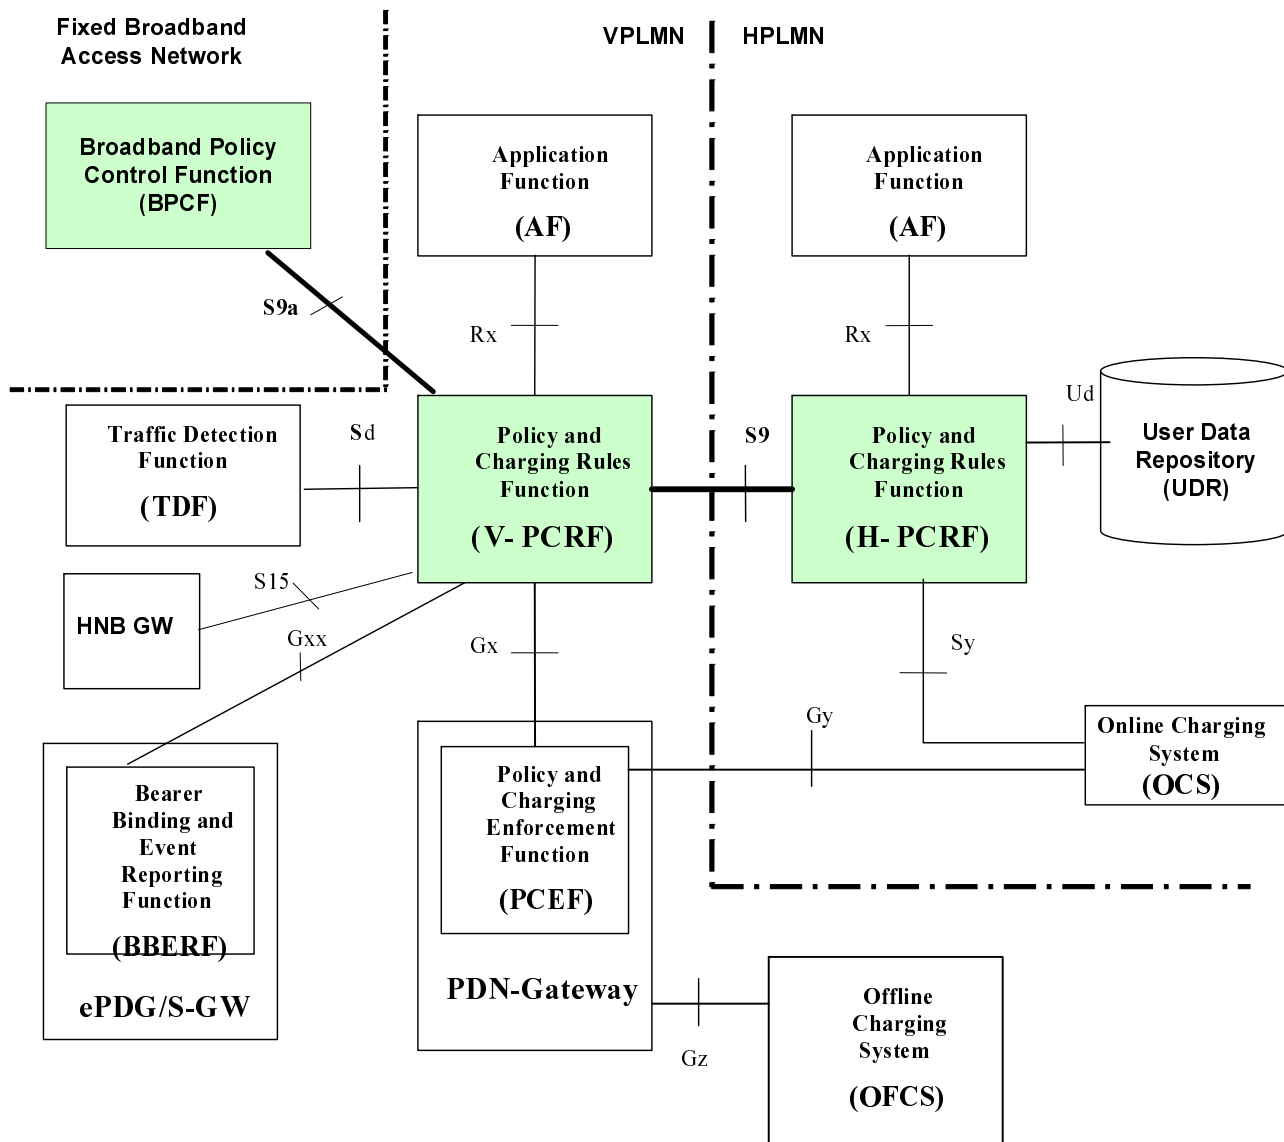 Fixed Broadband
Access Network
VPLMN
HPLMN
Broadband Policy
Control Function
(BPCF)
Application
Function
(AF)
Application
Function
(AF)
S9a
Rx
Rx
Ud
User Data
Repository
(UDR)
Traffic Detection
Function
(TDF)
Sd
Policy and
Charging Rules
Function
(V- PCRF)
S9
Policy and
Charging Rules
Function
(H- PCRF)
HNB GW
S15
Gxx
Gx
Sy
Gy
Online Charging
System
(OCS)
Bearer
Binding and
Event
Reporting
Function
(BBERF)
ePDG/S-GW
Policy and
Charging
Enforcement
Function
(PCEF)
PDN-Gateway
Gz
Offline
Charging
System
(OFCS)